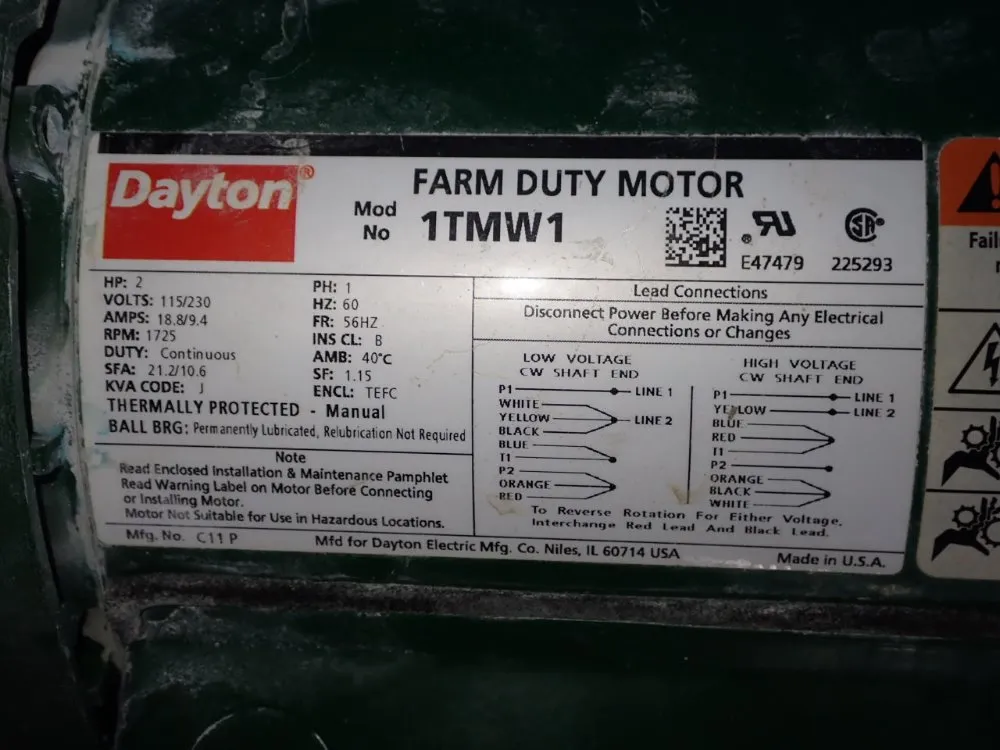 Dayton®
FARM DUTY MOTOR
Mod No 1TMW1
E47479
225293
HP: 2
VOLTS: 115/230
AMPS: 18.8/9.4
RPM: 1725
DUTY: Continuous
SFA: 21.2/10.6
KVA CODE: J
PH: 1
HZ: 60
FR: 56HZ
INS CL: B
AMB: 40°C
SF: 1.15
ENCL: TEFC
THERMALLY PROTECTED - Manual
BALL BRG: Permanently Lubricated, Relubrication Not Required
Note
Read Enclosed Installation & Maintenance Pamphlet
Read Warning Label on Motor Before Connecting
or Installing Motor.
Motor Not Suitable for Use in Hazardous Locations.
Lead Connections
Disconnect Power Before Making Any Electrical
Connections or Changes
LOW VOLTAGE
CW SHAFT END
P1 LINE 1
WHITE
YELLOW LINE 2
BLACK
BLUE
T1
P2
ORANGE
RED
HIGH VOLTAGE
CW SHAFT END
P1 LINE 1
YELLOW LINE 2
BLUE
RED
T1
P2
ORANGE
BLACK
WHITE
To Reverse Rotation For Either Voltage,
Interchange Red Lead And Black Lead.
Mfg. No. C11 P
Mfd for Dayton Electric Mfg. Co. Niles, IL 60714 USA
Made in U.S.A.